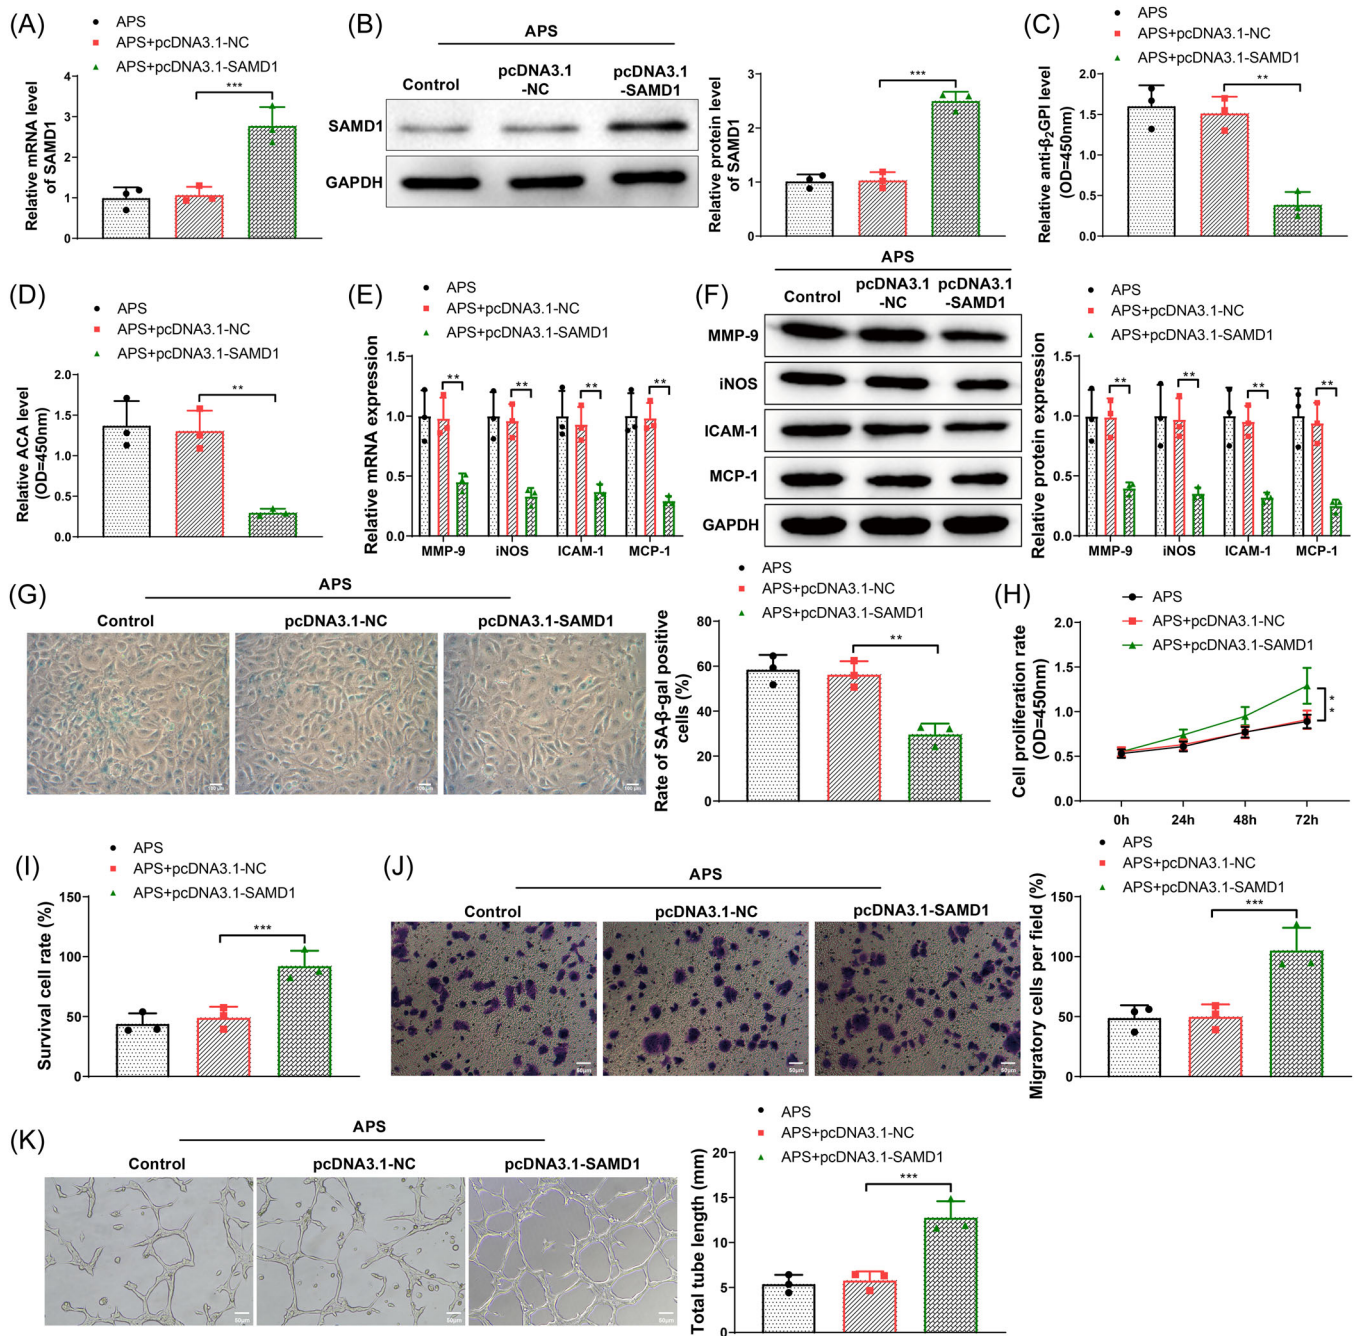 (A)
APS
APS+pcDNA3.1-NC
APS+pcDNA3.1-SAMD1
Relative mRNA level
of SAMD1
4
3
2
1
0
***
(B)
APS
Control
pcDNA3.1
-NC
pcDNA3.1
-SAMD1
SAMD1
GAPDH
Relative protein level
of SAMD1
3
2
1
0
***
(C)
APS
APS+pcDNA3.1-NC
APS+pcDNA3.1-SAMD1
Relative anti-β₂GPI level
(OD=450nm)
2.0
1.5
1.0
0.5
0.0
**
(D)
APS
APS+pcDNA3.1-NC
APS+pcDNA3.1-SAMD1
Relative ACA level
(OD=450nm)
2.0
1.5
1.0
0.5
0.0
**
(E)
APS
APS+pcDNA3.1-NC
APS+pcDNA3.1-SAMD1
Relative mRNA expression
1.5
1.0
0.5
0.0
** ** ** **
MMP-9 iNOS ICAM-1 MCP-1
(F)
APS
Control
pcDNA3.1
-NC
pcDNA3.1
-SAMD1
MMP-9
iNOS
ICAM-1
MCP-1
GAPDH
APS
APS+pcDNA3.1-NC
APS+pcDNA3.1-SAMD1
Relative protein expression
1.5
1.0
0.5
0.0
** ** ** **
MMP-9 iNOS ICAM-1 MCP-1
(G)
APS
Control pcDNA3.1-NC pcDNA3.1-SAMD1
100 μm
100 μm
100 μm
APS
APS+pcDNA3.1-NC
APS+pcDNA3.1-SAMD1
Rate of SA-β-gal positive
cells (%)
80
60
40
20
0
**
(H)
APS
APS+pcDNA3.1-NC
APS+pcDNA3.1-SAMD1
Cell proliferation rate
(OD=450nm)
2.0
1.5
1.0
0.5
0.0
**
0h 24h 48h 72h
(I)
APS
APS+pcDNA3.1-NC
APS+pcDNA3.1-SAMD1
Survival cell rate (%)
150
100
50
0
***
(J)
APS
Control pcDNA3.1-NC pcDNA3.1-SAMD1
50μm
50μm
50μm
APS
APS+pcDNA3.1-NC
APS+pcDNA3.1-SAMD1
Migratory cells per field (%)
150
100
50
0
***
(K)
APS
Control pcDNA3.1-NC pcDNA3.1-SAMD1
50μm
50μm
50μm
APS
APS+pcDNA3.1-NC
APS+pcDNA3.1-SAMD1
Total tube length (mm)
20
15
10
5
0
***